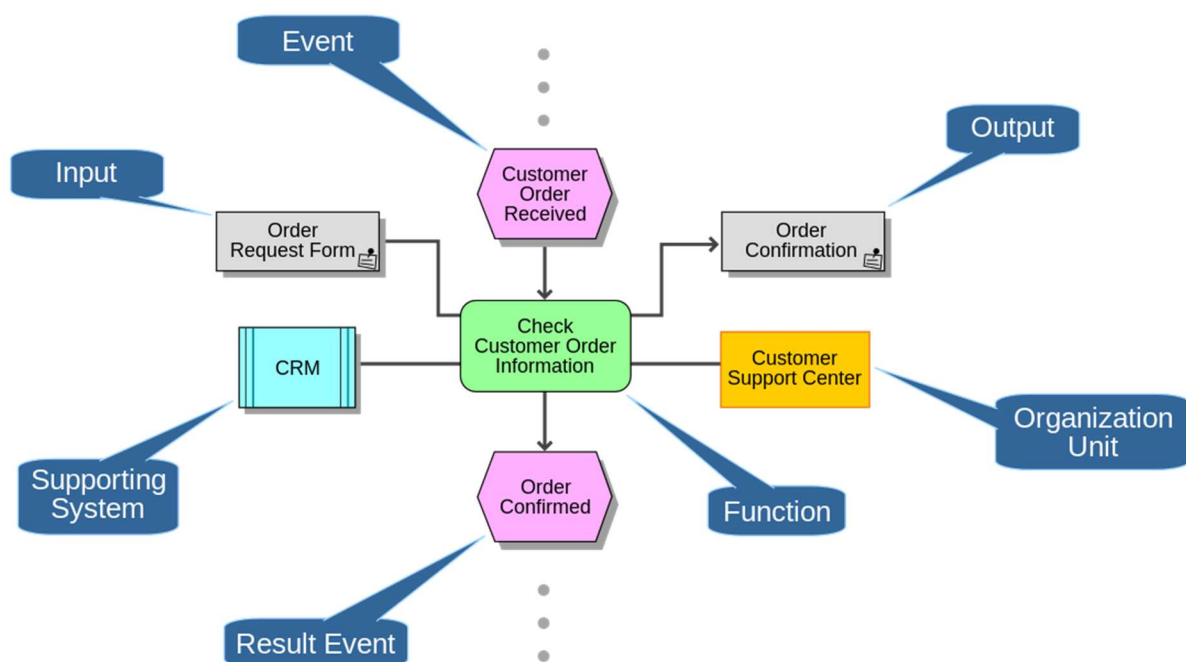 Event
Output
Input
Customer
Order
Received
Order
Request Form
Order
Confirmation
Check
Customer Order
Information
CRM
Customer
Support Center
Organization
Unit
Supporting
System
Order
Confirmed
Function
Result Event